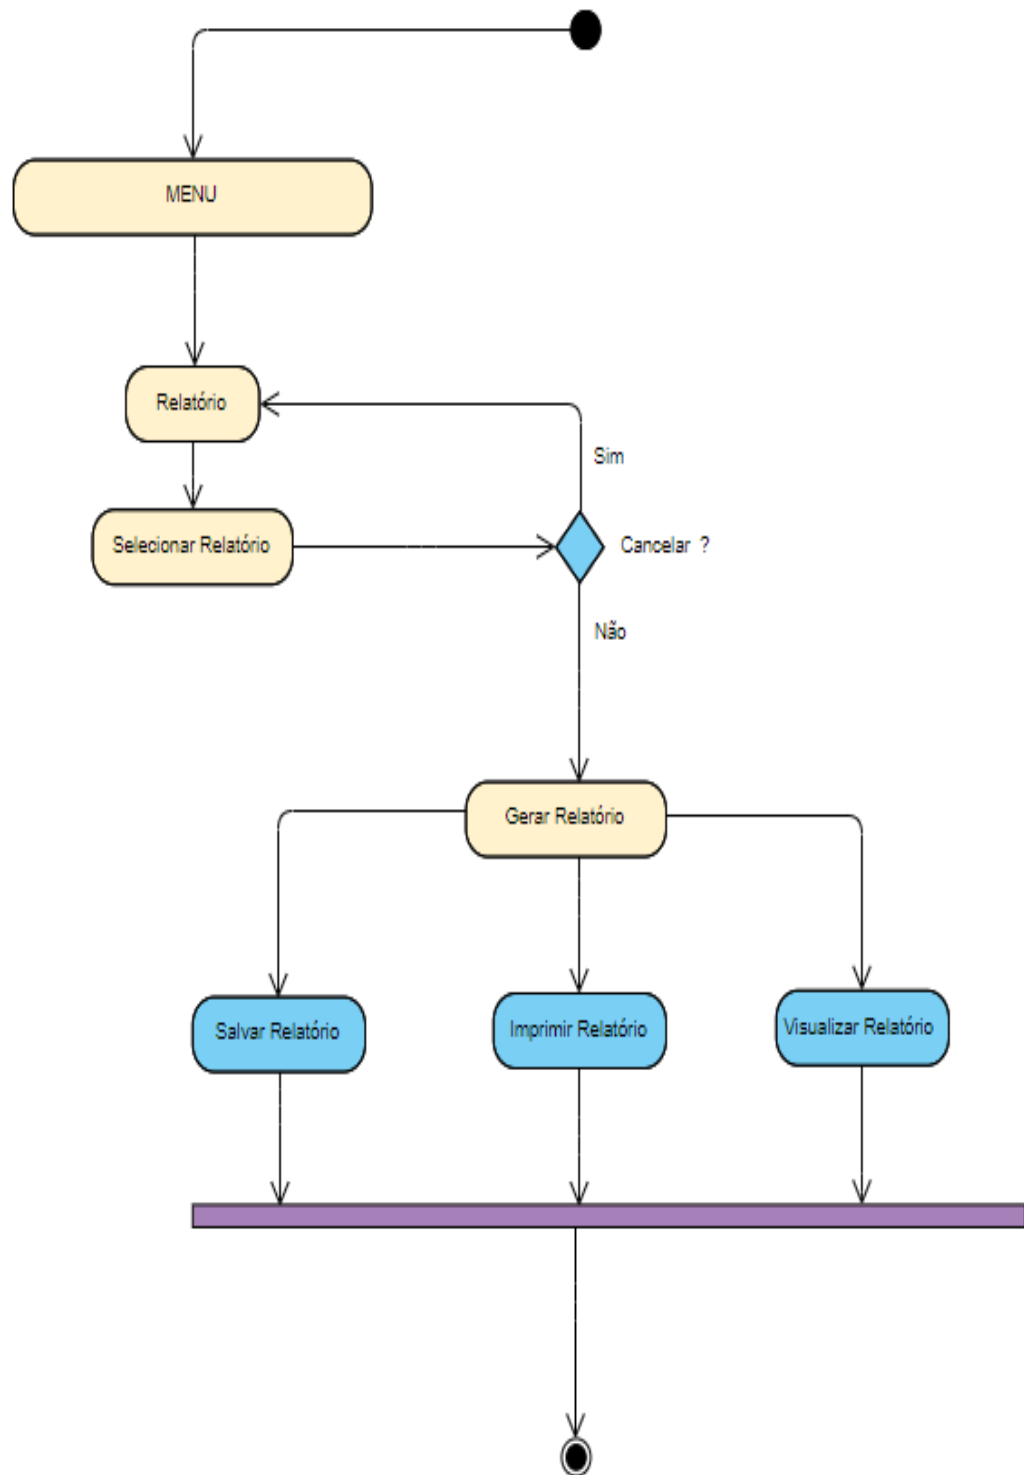 MENU
Relatório
Sim
Selecionar Relatório
Cancelar ?
Não
Gerar Relatório
Salvar Relatório
Imprimir Relatório
Visualizar Relatório